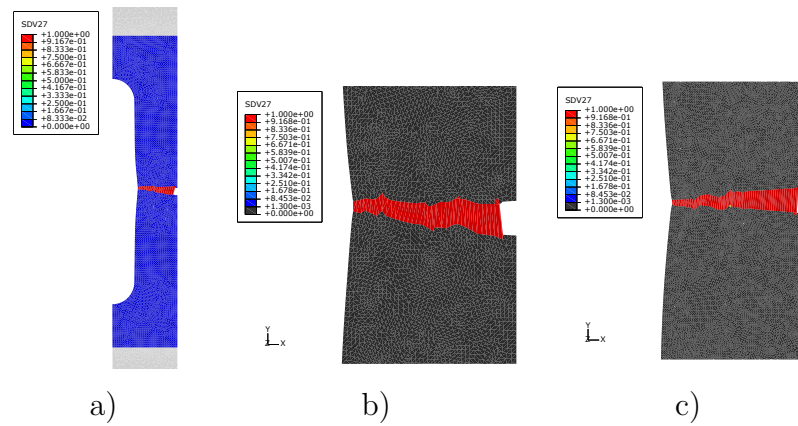 SDV27
+1.000e+00
+9.167e-01
+8.333e-01
+7.500e-01
+6.667e-01
+5.833e-01
+5.000e-01
+4.167e-01
+3.333e-01
+2.500e-01
+1.667e-01
+8.333e-02
+0.000e+00
SDV27
+1.000e+00
+9.168e-01
+8.336e-01
+7.503e-01
+6.671e-01
+5.839e-01
+5.007e-01
+4.174e-01
+3.342e-01
+2.510e-01
+1.678e-01
+8.453e-02
+1.300e-03
+0.000e+00
SDV27
+1.000e+00
+9.168e-01
+8.336e-01
+7.503e-01
+6.671e-01
+5.839e-01
+5.007e-01
+4.174e-01
+3.342e-01
+2.510e-01
+1.678e-01
+8.453e-02
+1.300e-03
+0.000e+00
Y
Z X
Y
Z X
a)
b)
c)